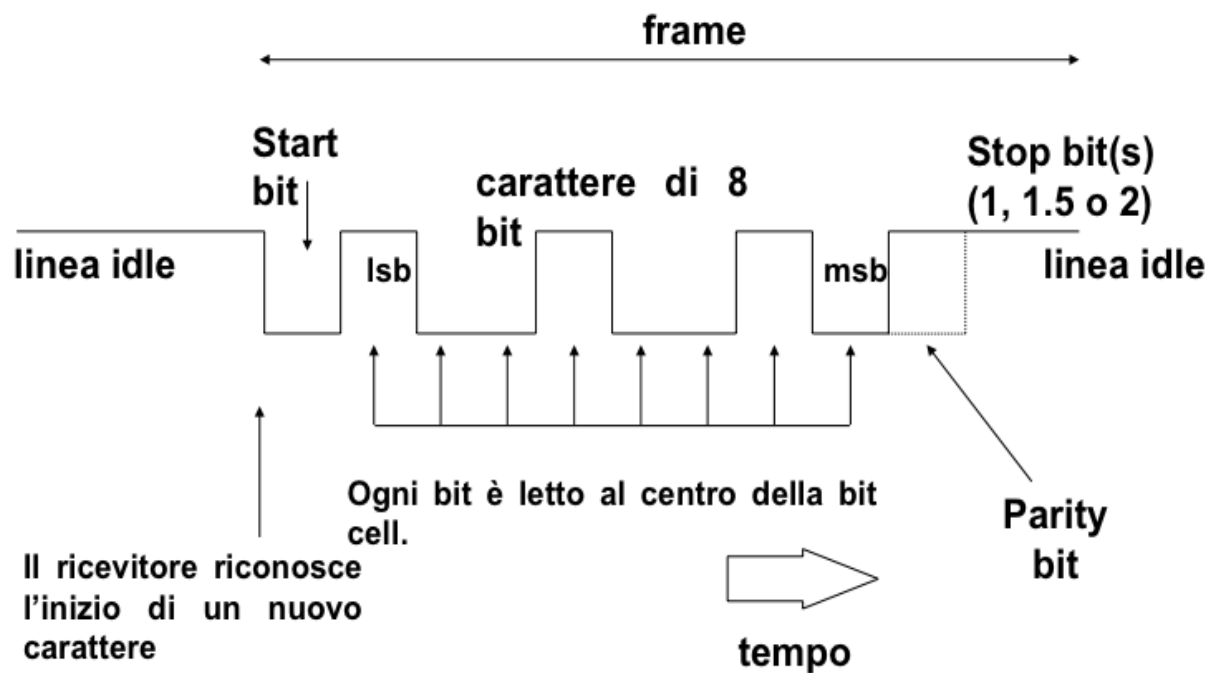 frame
Start
bit
carattere di 8
bit
Stop bit(s)
(1, 1.5 o 2)
linea idle
lsb
msb
linea idle
Ogni bit è letto al centro della bit
cell.
Parity
bit
Il ricevitore riconosce
l'inizio di un nuovo
carattere
tempo